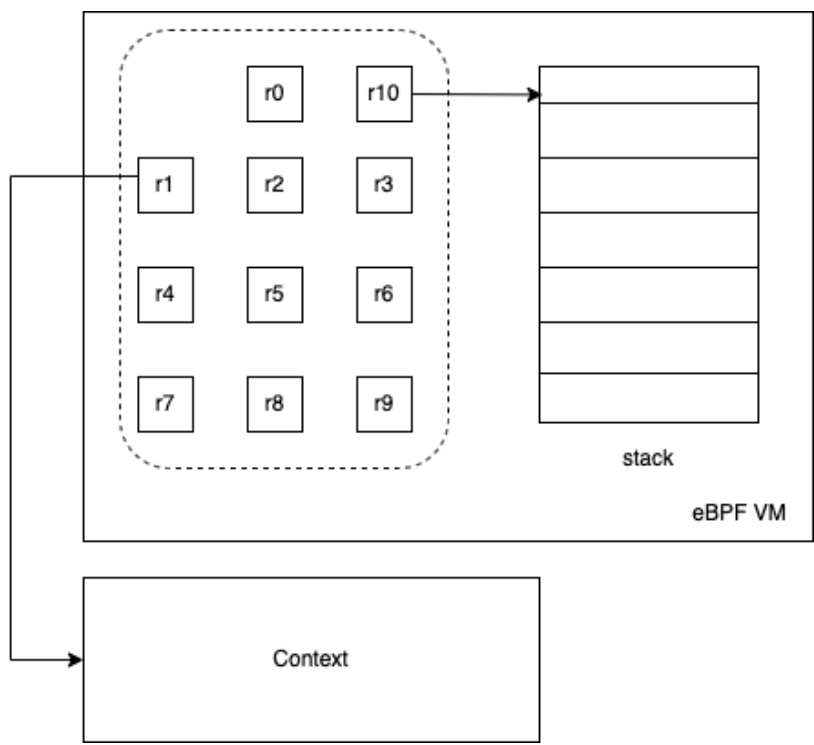 r0 r10
r1 r2 r3
r4 r5 r6
r7 r8 r9
stack
eBPF VM
Context